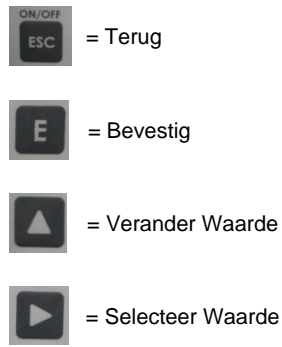 ON/OFF
ESC = Terug
E = Bevestig
= Verander Waarde
= Selecteer Waarde